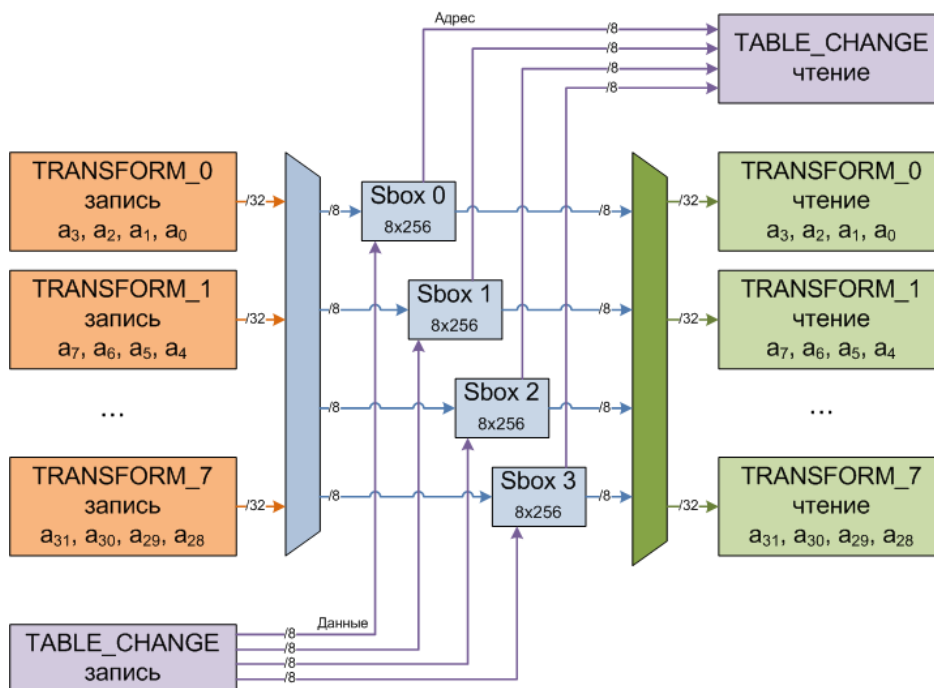 Адрес
/8
/8
/8
/8
TABLE_CHANGE
чтение
TRANSFORM_0
запись
a3, a2, a1, a0
/32
/8
Sbox 0
8x256
/8
/32
TRANSFORM_0
чтение
a3, a2, a1, a0
TRANSFORM_1
запись
a7, a6, a5, a4
/32
/8
Sbox 1
8x256
/8
/32
TRANSFORM_1
чтение
a7, a6, a5, a4
...
/8
Sbox 2
8x256
/8
...
TRANSFORM_7
запись
a31, a30, a29, a28
/32
/8
Sbox 3
8x256
/8
/32
TRANSFORM_7
чтение
a31, a30, a29, a28
TABLE_CHANGE
запись
/8
/8
/8
/8
Данные